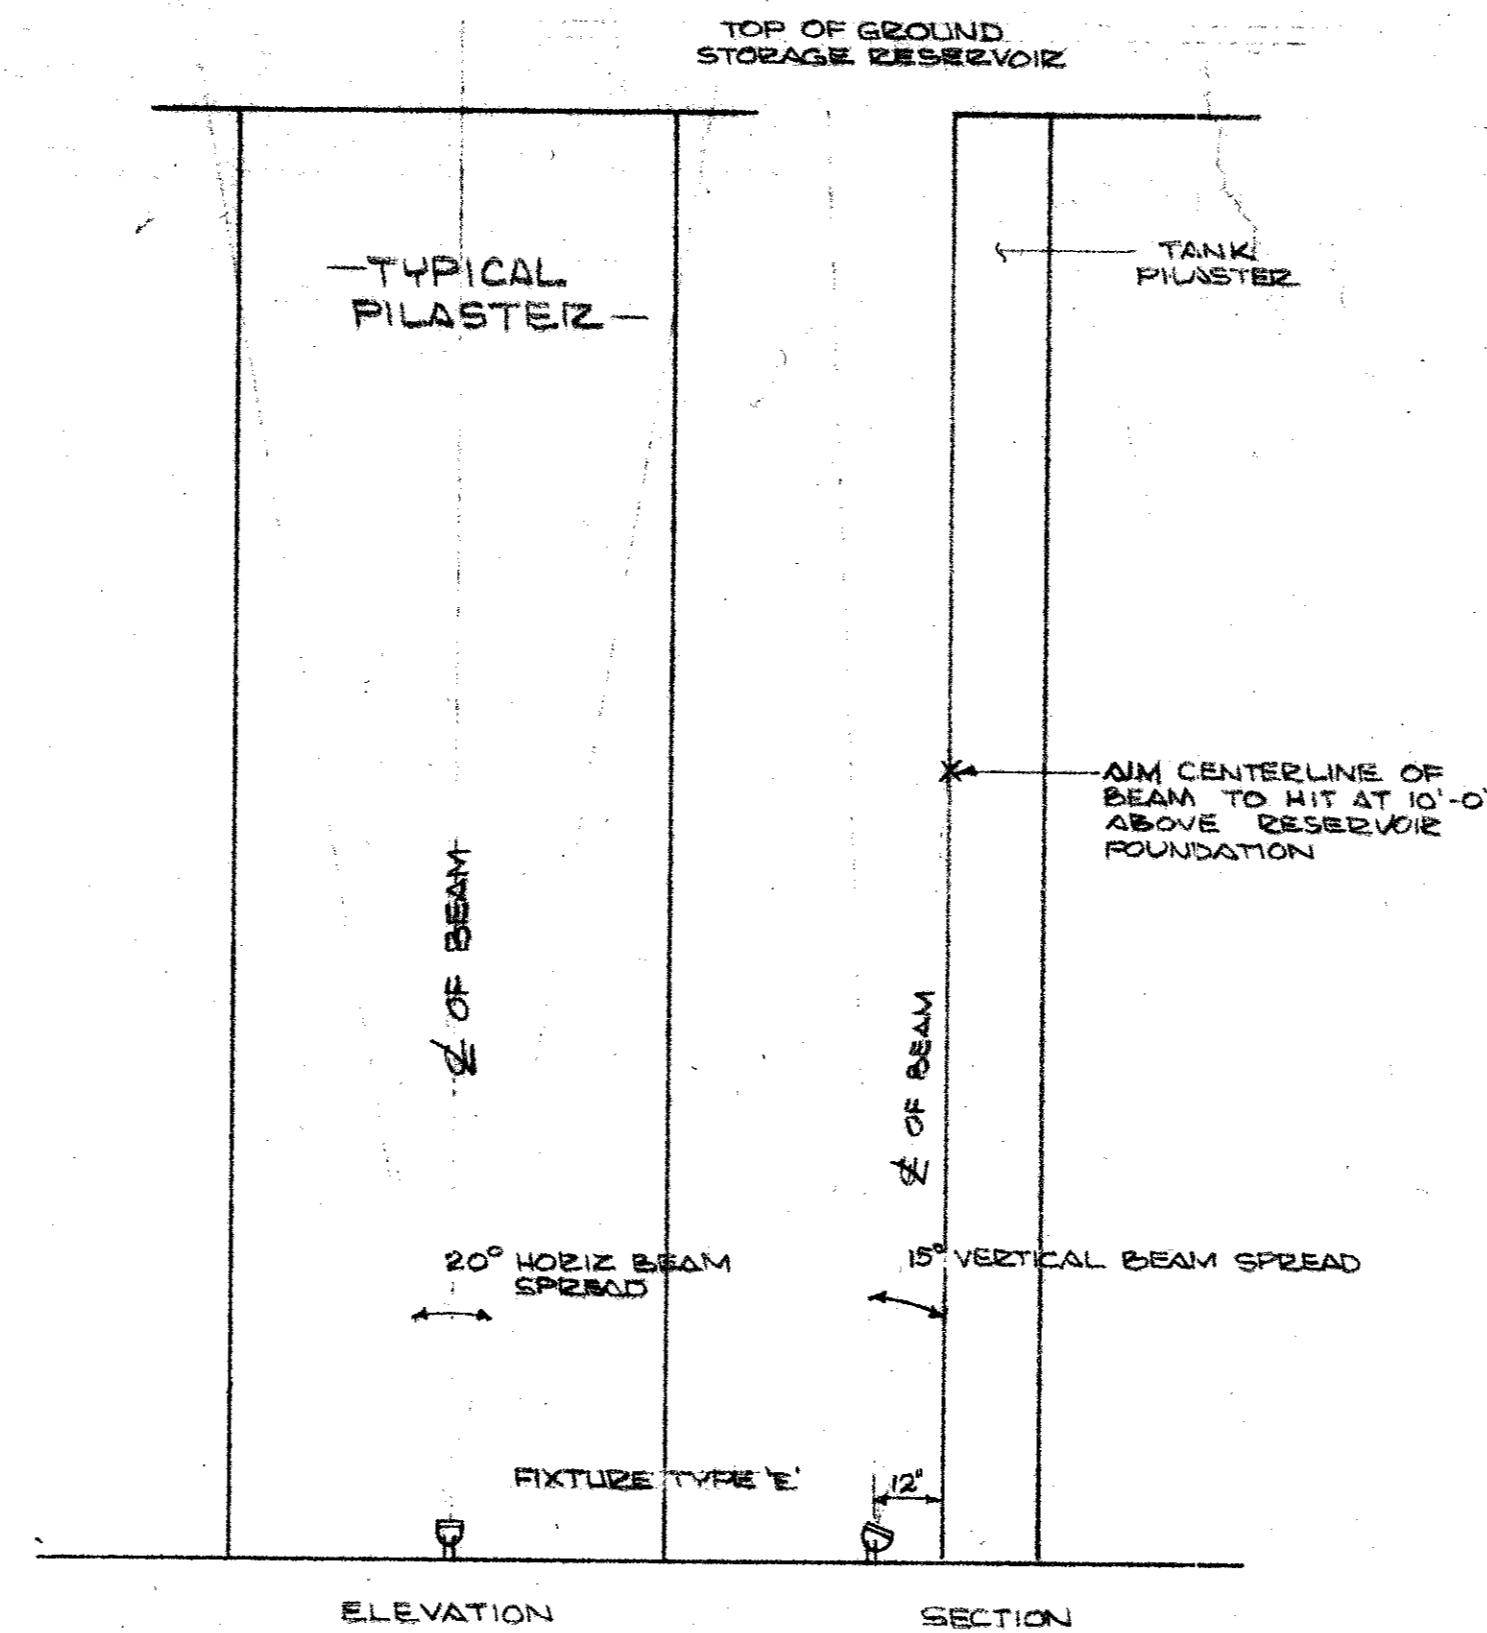 TOP OF GROUND
STORAGE RESERVOIR
—TYPICAL
PILASTER—
TANK
PILASTER
AIM CENTERLINE OF
BEAM TO HIT AT 10'-0"
ABOVE RESERVOIR
FOUNDATION
℄ OF BEAM
℄ OF BEAM
20° HORIZ BEAM
SPREAD
15° VERTICAL BEAM SPREAD
FIXTURE TYPE 'E'
12"
ELEVATION
SECTION